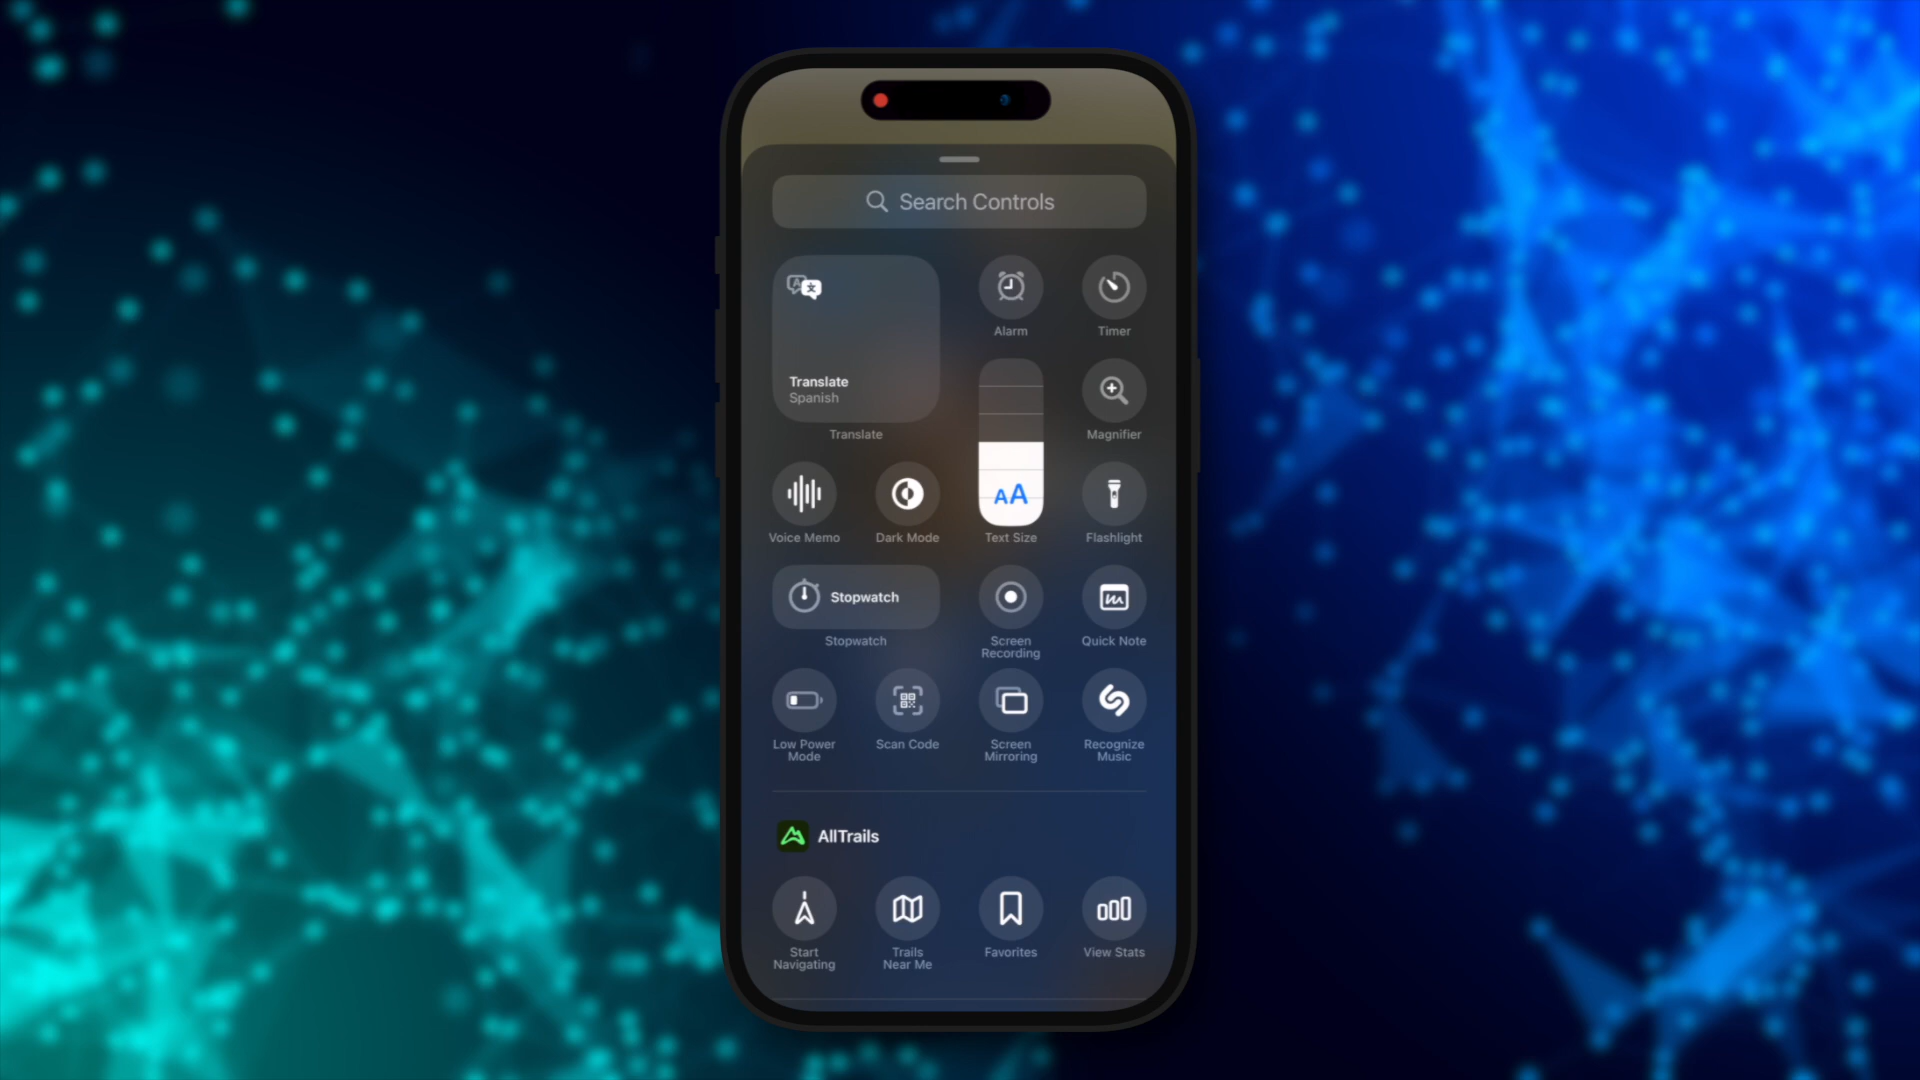 Search Controls
Translate
Spanish
Translate
Alarm
Timer
Magnifier
Voice Memo
Dark Mode
AA
Text Size
Flashlight
Stopwatch
Stopwatch
Screen
Recording
Quick Note
Low Power
Mode
Scan Code
Screen
Mirroring
Recognize
Music
AllTrails
Start
Navigating
Trails
Near Me
Favorites
View Stats